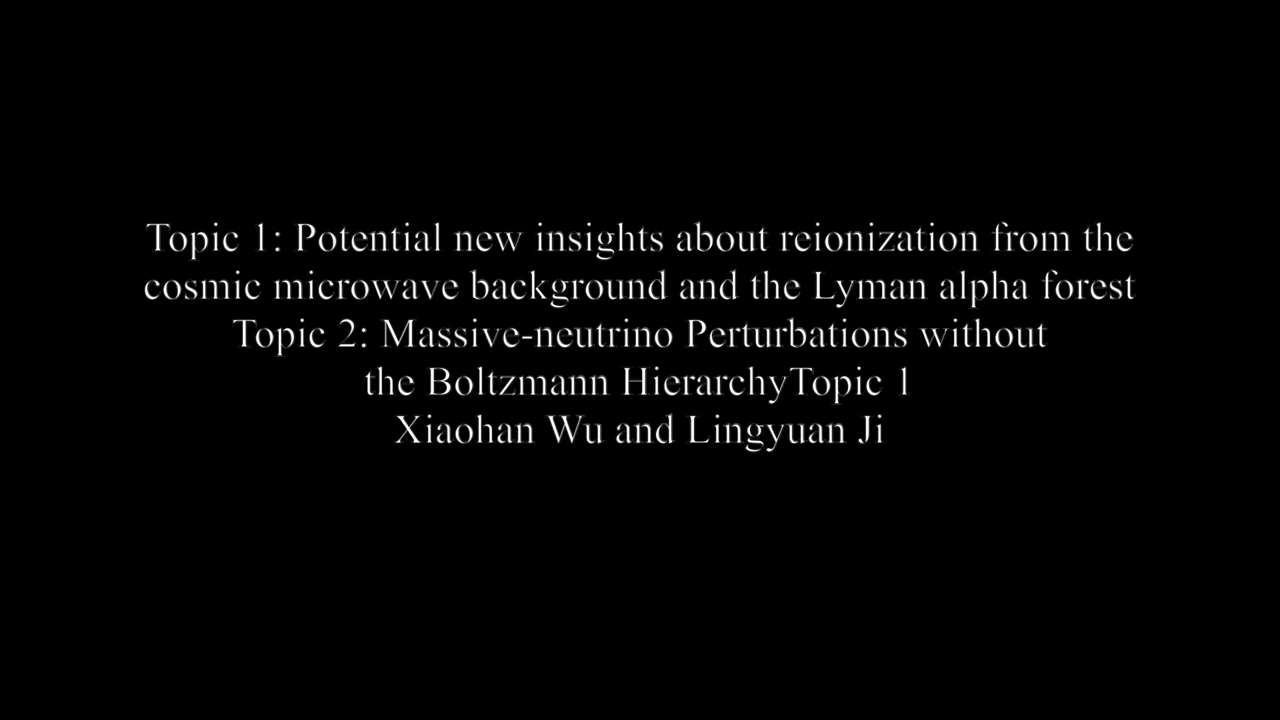 Topic 1: Potential new insights about reionization from the
cosmic microwave background and the Lyman alpha forest
Topic 2: Massive-neutrino Perturbations without
the Boltzmann HierarchyTopic 1
Xiaohan Wu and Lingyuan Ji